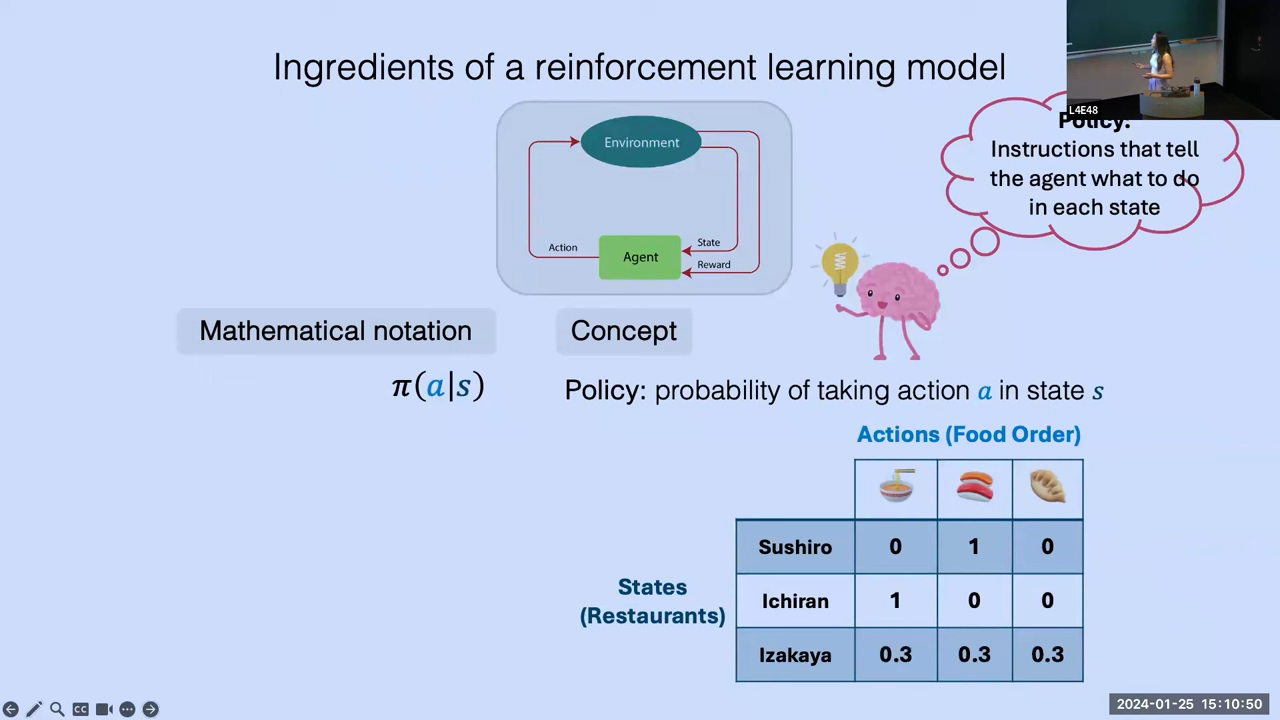 Ingredients of a reinforcement learning model
L4E48
Policy:
Instructions that tell
the agent what to do
in each state
Environment
Action
Agent
State
Reward
Mathematical notation
Concept
π(a|s)
Policy: probability of taking action a in state s
Actions (Food Order)
States
(Restaurants)
Sushiro 0 1 0
Ichiran 1 0 0
Izakaya 0.3 0.3 0.3
CC
2024-01-25 15:10:50